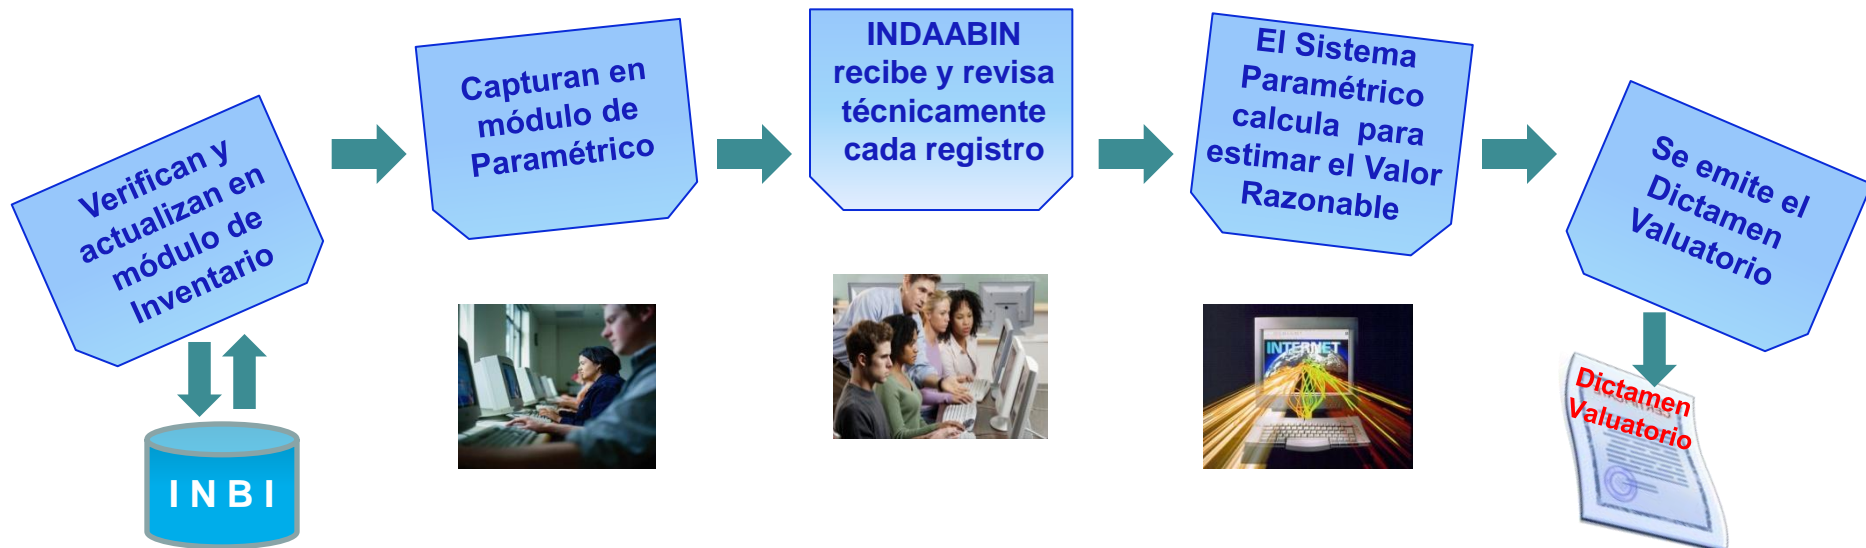 Verifican y
actualizan en
módulo de
Inventario
Capturan en
módulo de
Paramétrico
INDAABIN
recibe y revisa
técnicamente
cada registro
El Sistema
Paramétrico
calcula para
estimar el Valor
Razonable
Se emite el
Dictamen
Valuatorio
I N B I
INTERNET
Dictamen
Valuatorio